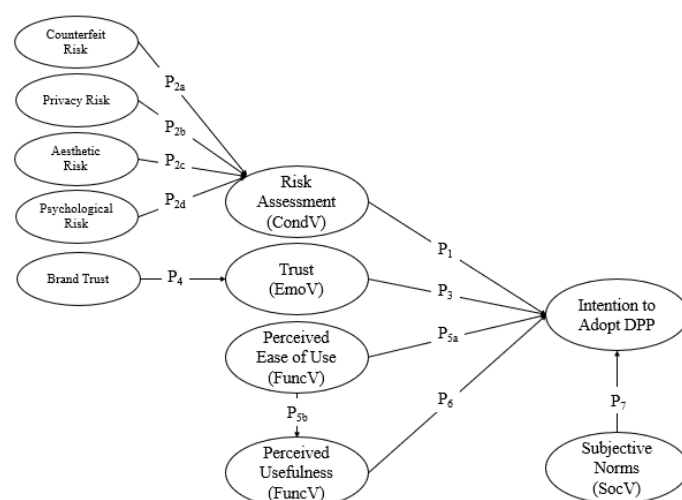 Counterfeit
Risk
P2a
Privacy Risk
P2b
Aesthetic
Risk
P2c
Psychological
Risk
P2d
Risk
Assessment
(CondV)
P1
Brand Trust
P4
Trust
(EmoV)
P3
Intention to
Adopt DPP
Perceived
Ease of Use
(FuncV)
P5a
P5b
P6
P7
Perceived
Usefulness
(FuncV)
Subjective
Norms
(SocV)